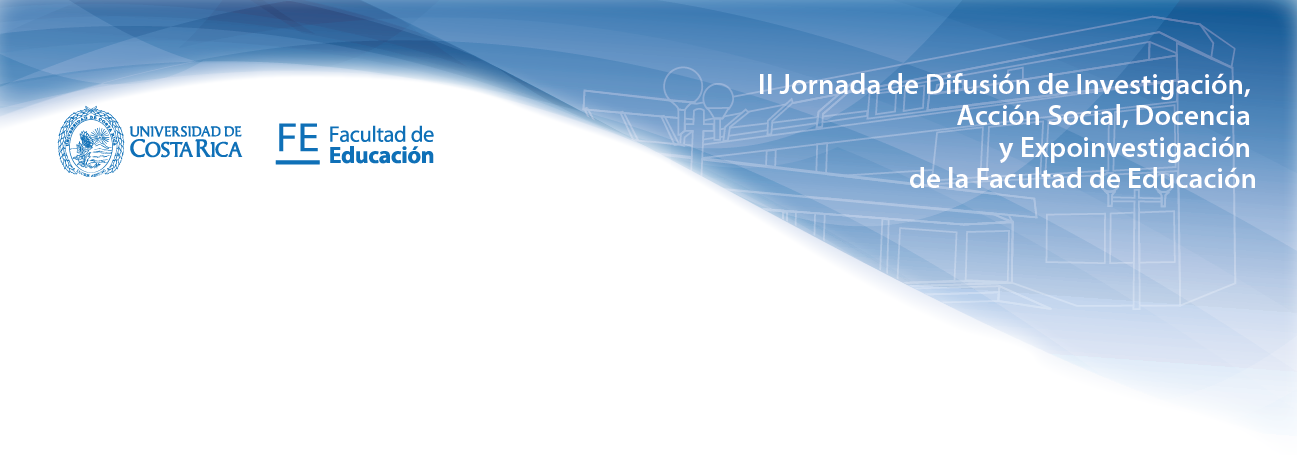 II Jornada de Difusión de Investigación,
Acción Social, Docencia
y Expoinvestigación
de la Facultad de Educación
UNIVERSIDAD DE
COSTA RICA
FE
Facultad de
Educación